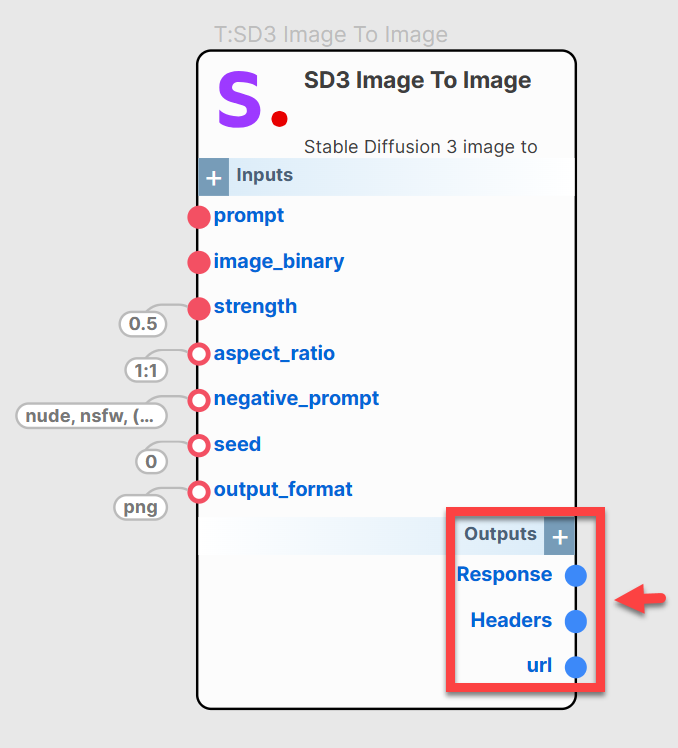 T:SD3 Image To Image
S.
SD3 Image To Image
Stable Diffusion 3 image to
+ Inputs
prompt
image_binary
strength
0.5
aspect_ratio
1:1
negative_prompt
nude, nsfw, (...
seed
0
output_format
png
Outputs +
Response
Headers
url